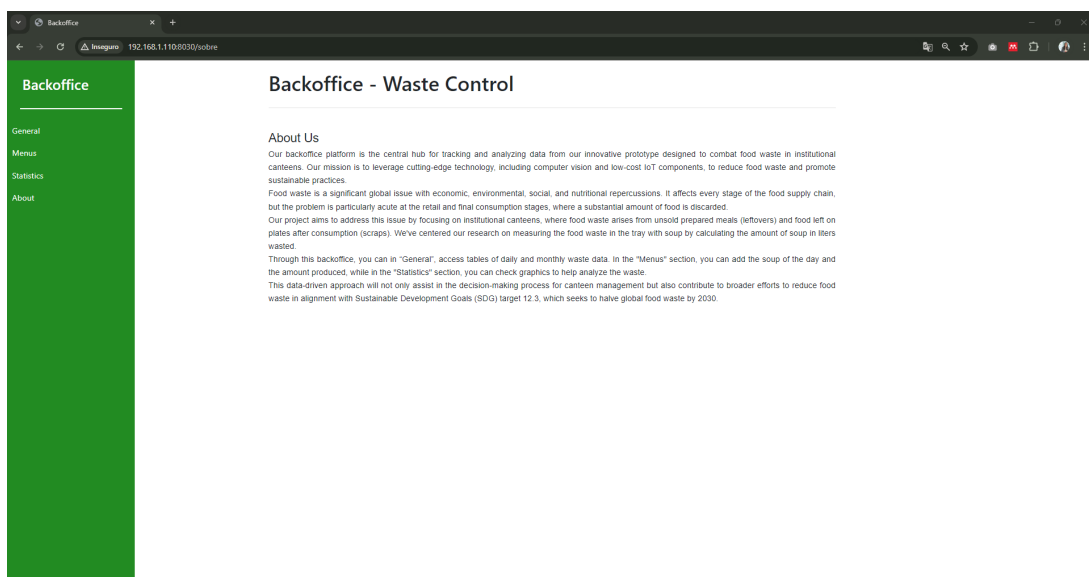 Backoffice
Inseguro 192.168.1.110:8030/sobre
Backoffice
General
Menus
Statistics
About
Backoffice - Waste Control
About Us
Our backoffice platform is the central hub for tracking and analyzing data from our innovative prototype designed to combat food waste in institutional
canteens. Our mission is to leverage cutting-edge technology, including computer vision and low-cost IoT components, to reduce food waste and promote
sustainable practices.
Food waste is a significant global issue with economic, environmental, social, and nutritional repercussions. It affects every stage of the food supply chain,
but the problem is particularly acute at the retail and final consumption stages, where a substantial amount of food is discarded.
Our project aims to address this issue by focusing on institutional canteens, where food waste arises from unsold prepared meals (leftovers) and food left on
plates after consumption (scraps). We've centered our research on measuring the food waste in the tray with soup by calculating the amount of soup in liters
wasted.
Through this backoffice, you can in "General", access tables of daily and monthly waste data. In the "Menus" section, you can add the soup of the day and
the amount produced, while in the "Statistics" section, you can check graphics to help analyze the waste.
This data-driven approach will not only assist in the decision-making process for canteen management but also contribute to broader efforts to reduce food
waste in alignment with Sustainable Development Goals (SDG) target 12.3, which seeks to halve global food waste by 2030.